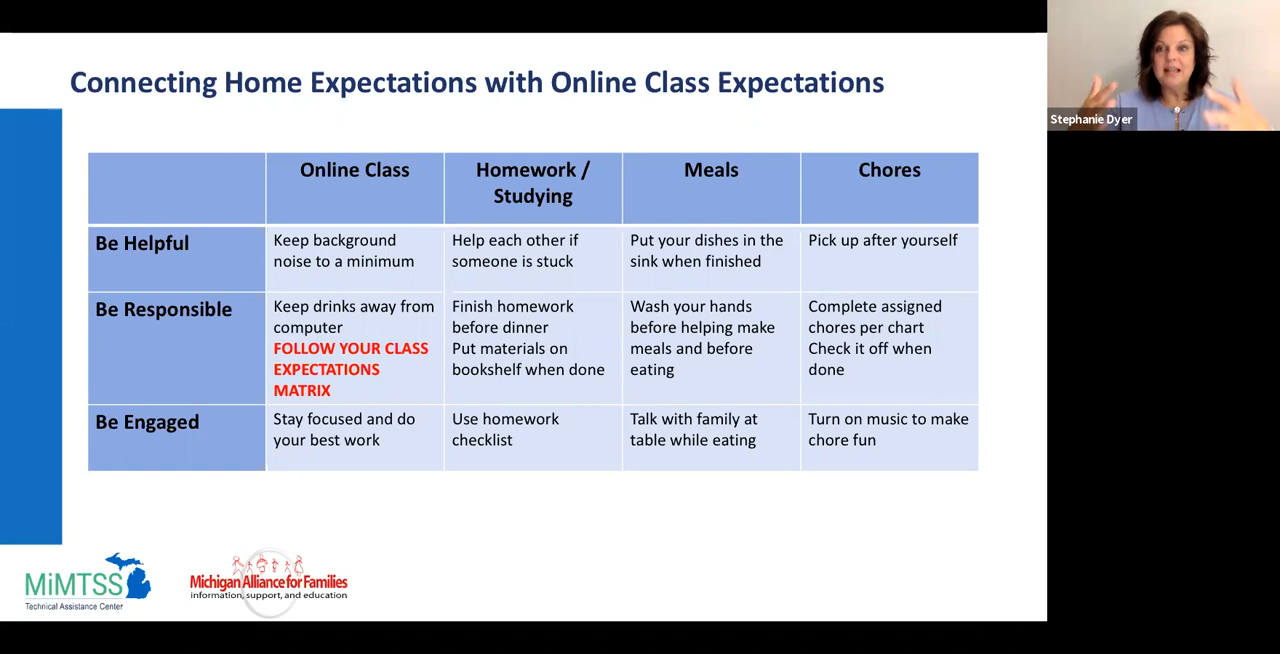 Connecting Home Expectations with Online Class Expectations
Stephanie Dyer
Online Class
Homework /
Studying
Meals
Chores
Be Helpful
Keep background
noise to a minimum
Help each other if
someone is stuck
Put your dishes in the
sink when finished
Pick up after yourself
Be Responsible
Keep drinks away from
computer
FOLLOW YOUR CLASS
EXPECTATIONS
MATRIX
Finish homework
before dinner
Put materials on
bookshelf when done
Wash your hands
before helping make
meals and before
eating
Complete assigned
chores per chart
Check it off when
done
Be Engaged
Stay focused and do
your best work
Use homework
checklist
Talk with family at
table while eating
Turn on music to make
chore fun
MiMTSS
Technical Assistance Center
Michigan Alliance for Families
information, support, and education